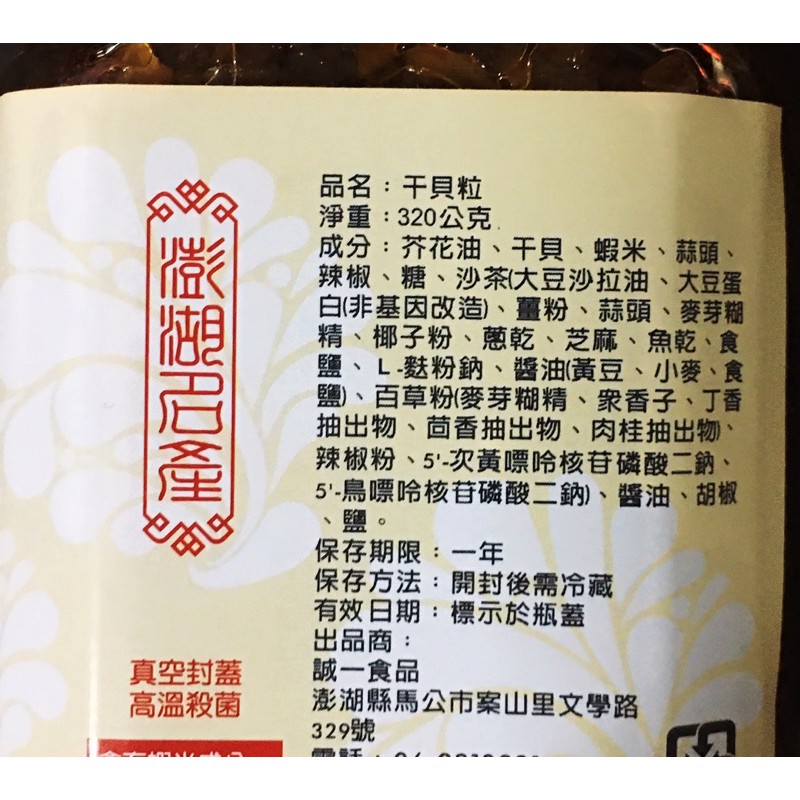 澎湖名產
品名：干貝粒
淨重：320公克
成分：芥花油、干貝、蝦米、蒜頭、
辣椒、糖、沙茶(大豆沙拉油、大豆蛋
白(非基因改造)、薑粉、蒜頭、麥芽糊
精、椰子粉、蔥乾、芝麻、魚乾、食
鹽、L-麩粉鈉、醬油(黃豆、小麥、食
鹽)、百草粉(麥芽糊精、衆香子、丁香
抽出物、茴香抽出物、肉桂抽出物)、
辣椒粉、5'-次黃嘌呤核苷磷酸二鈉、
5'-鳥嘌呤核苷磷酸二鈉)、醬油、胡椒
、鹽。
保存期限：一年
保存方法：開封後需冷藏
有效日期：標示於瓶蓋
出品商：
誠一食品
澎湖縣馬公市案山里文學路
329號
真空封蓋
高溫殺菌